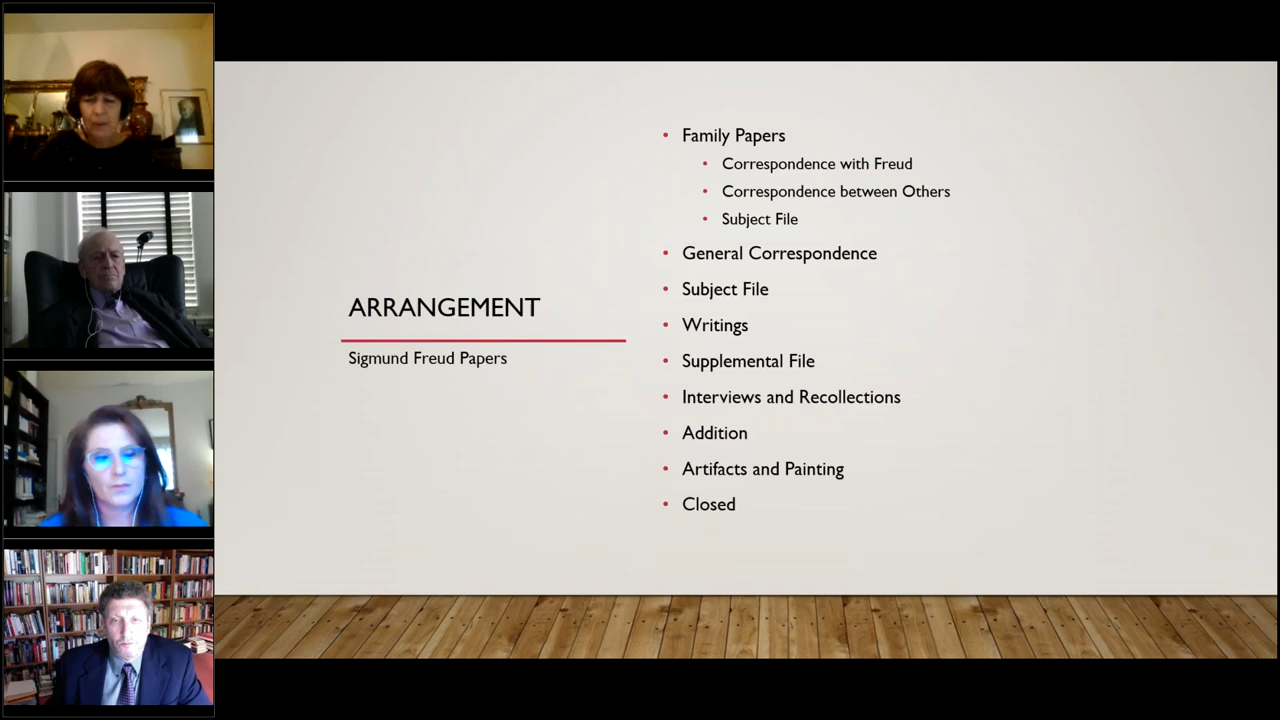 ARRANGEMENT
Sigmund Freud Papers
Family Papers
Correspondence with Freud
Correspondence between Others
Subject File
General Correspondence
Subject File
Writings
Supplemental File
Interviews and Recollections
Addition
Artifacts and Painting
Closed